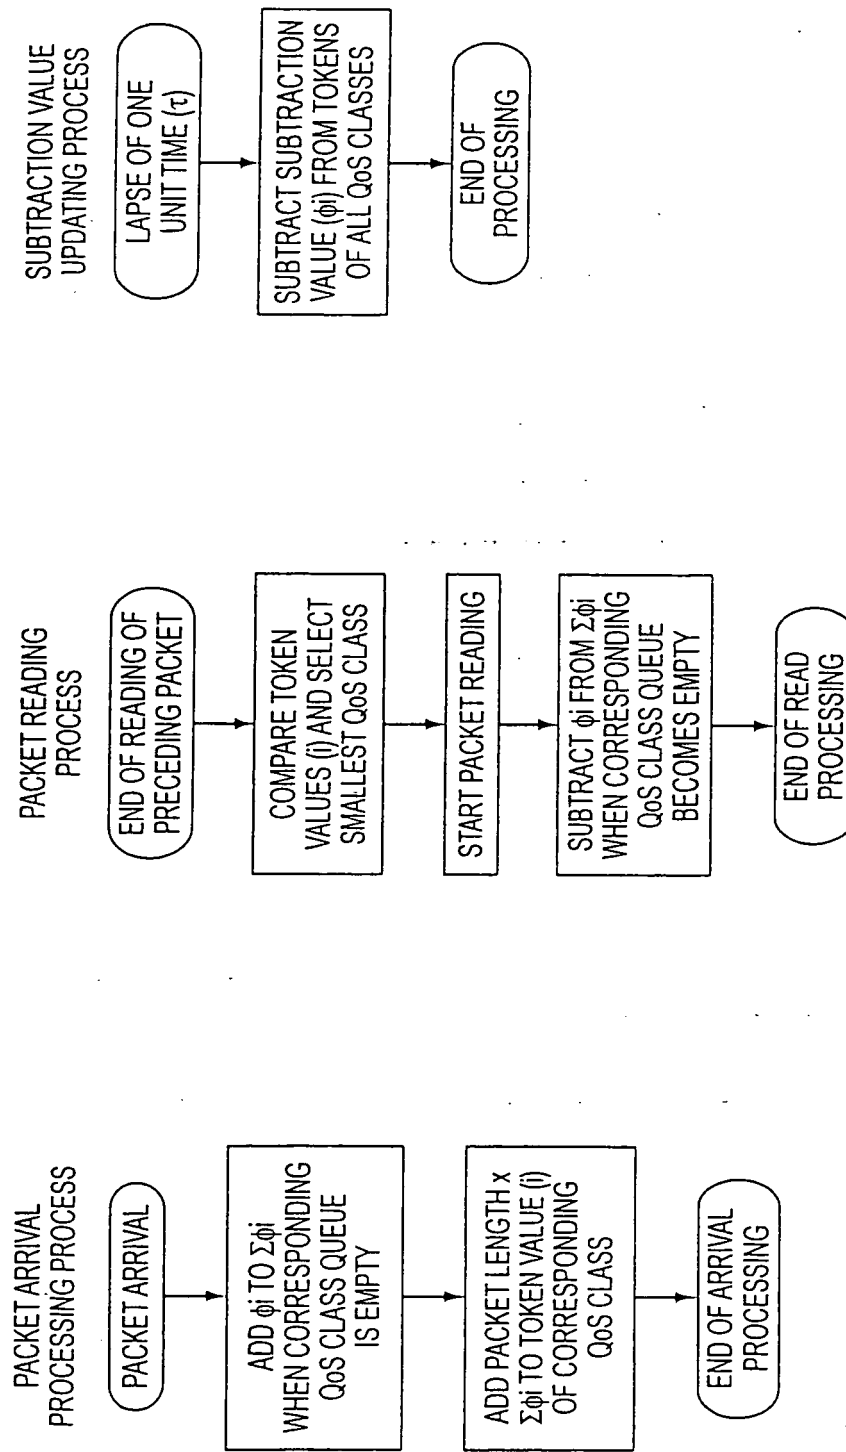 PACKET ARRIVAL
PROCESSING PROCESS
PACKET ARRIVAL
ADD ϕi TO Σϕi
WHEN CORRESPONDING
QoS CLASS QUEUE
IS EMPTY
ADD PACKET LENGTH x
Σϕi TO TOKEN VALUE (i)
OF CORRESPONDING
QoS CLASS
END OF ARRIVAL
PROCESSING
PACKET READING
PROCESS
END OF READING OF
PRECEDING PACKET
COMPARE TOKEN
VALUES (i) AND SELECT
SMALLEST QoS CLASS
START PACKET READING
SUBTRACT ϕi FROM Σϕi
WHEN CORRESPONDING
QoS CLASS QUEUE
BECOMES EMPTY
END OF READ
PROCESSING
SUBTRACTION VALUE
UPDATING PROCESS
LAPSE OF ONE
UNIT TIME (τ)
SUBTRACT SUBTRACTION
VALUE (ϕi) FROM TOKENS
OF ALL QoS CLASSES
END OF
PROCESSING